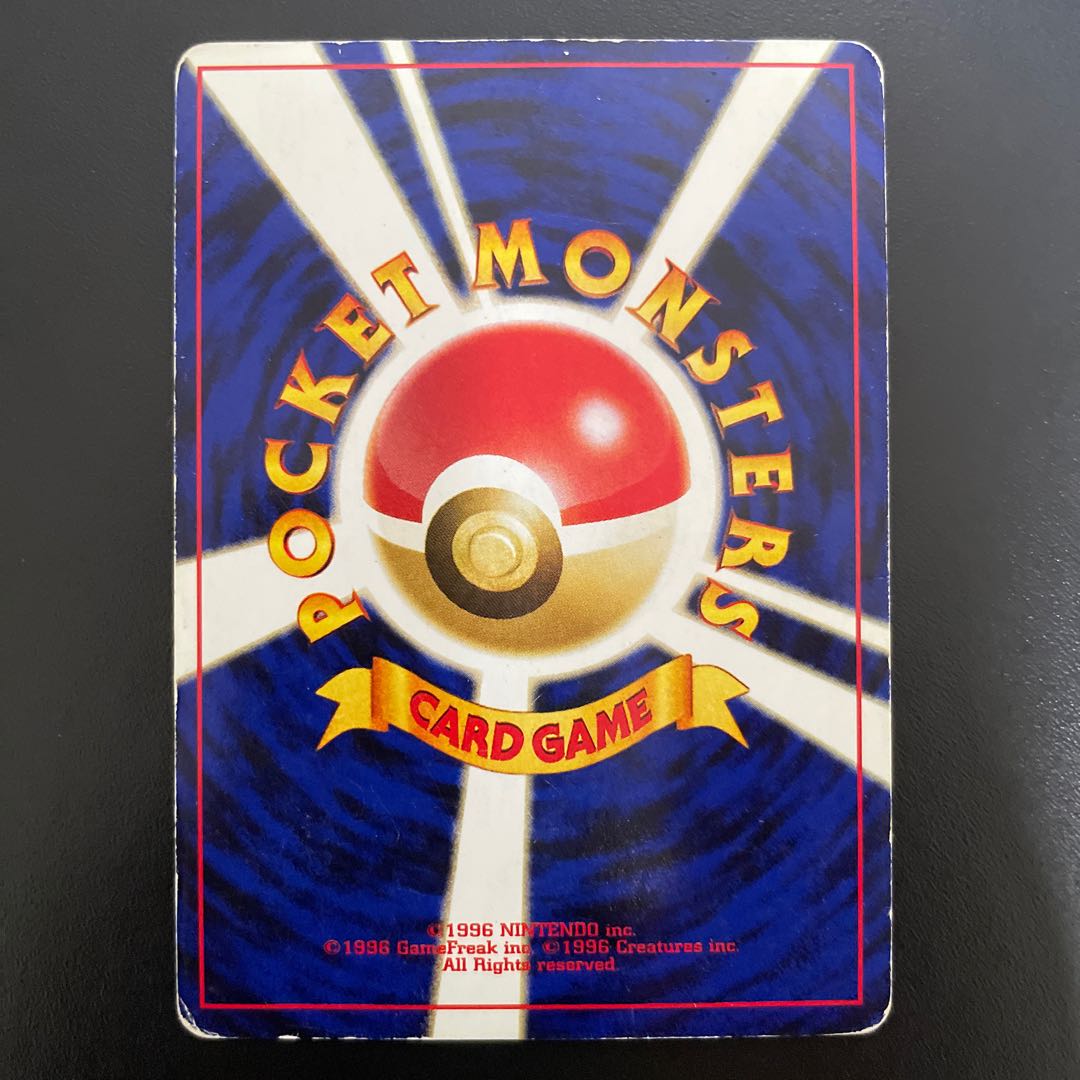 POCKET MONSTERS
CARD GAME
©1996 NINTENDO inc.
©1996 GameFreak inc. ©1996 Creatures inc.
All Rights reserved.